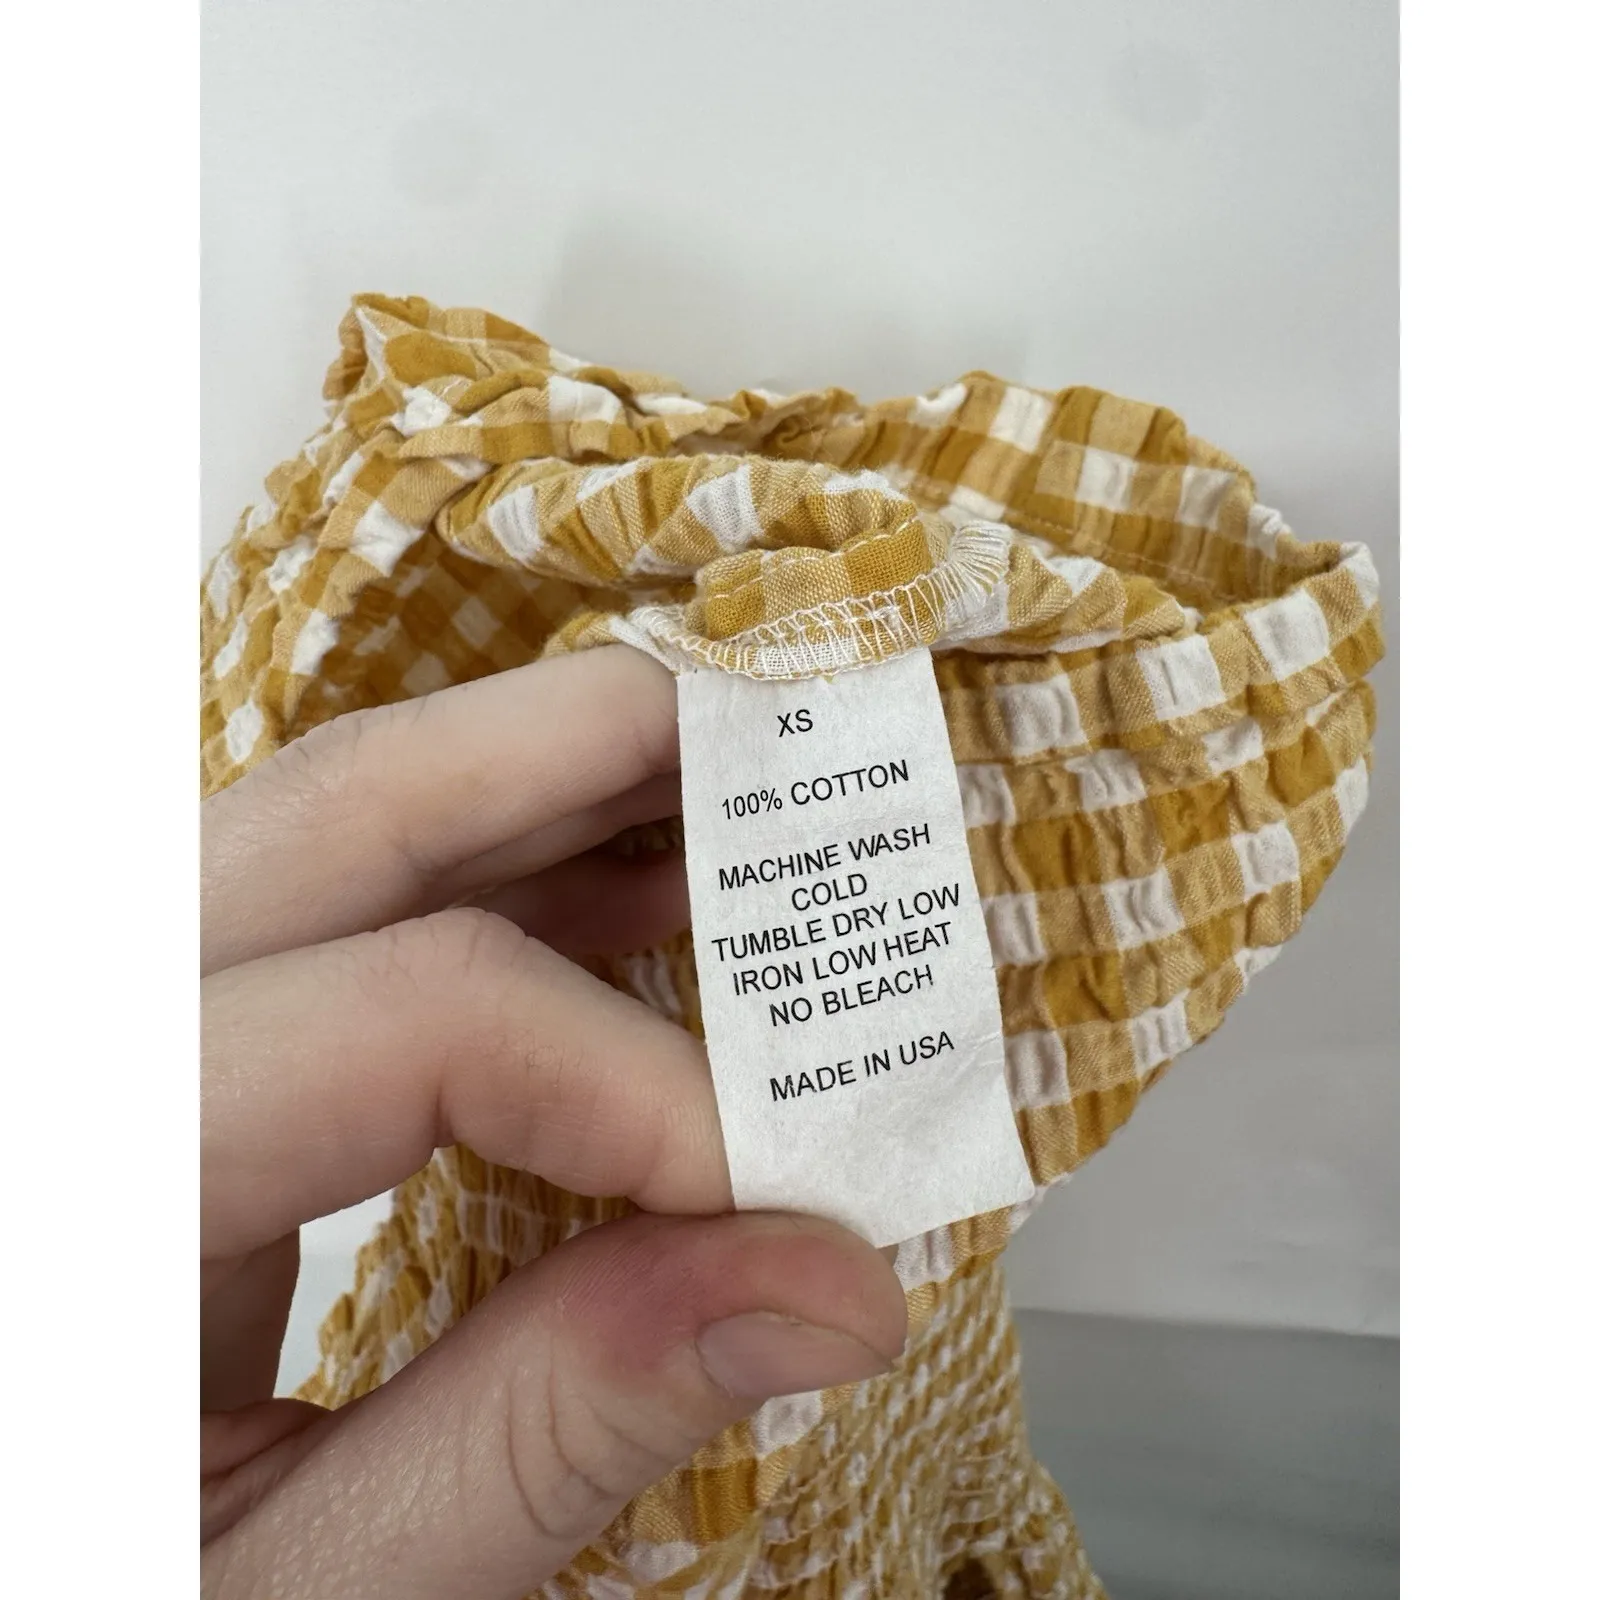 XS
100% COTTON
MACHINE WASH
COLD
TUMBLE DRY LOW
IRON LOW HEAT
NO BLEACH
MADE IN USA